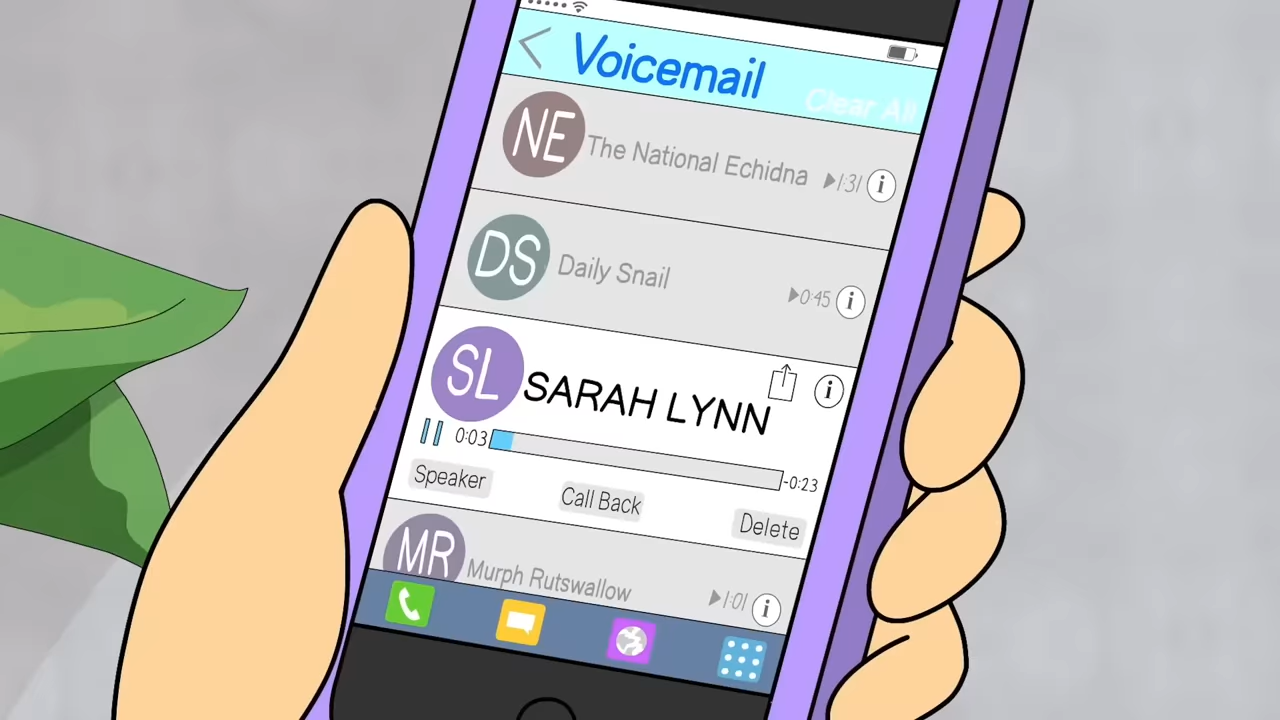 Voicemail
Clear All
NE The National Echidna 1:31 i
DS Daily Snail 0:45 i
SL SARAH LYNN i
0:03 -0:23
Speaker Call Back Delete
MR Murph Rutswallow 1:01 i